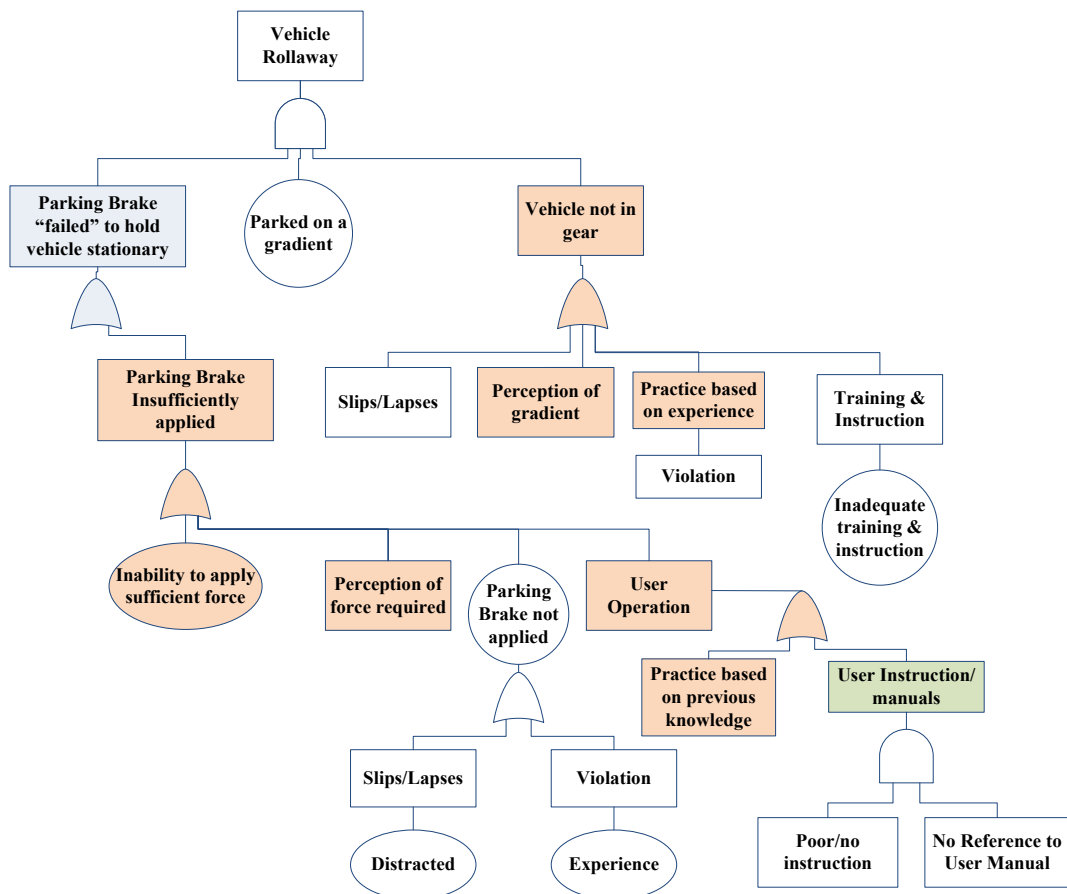 Vehicle
Rollaway
Parking Brake
“failed” to hold
vehicle stationary
Parked on a
gradient
Vehicle not in
gear
Parking Brake
Insufficiently
applied
Slips/Lapses
Perception of
gradient
Practice based
on experience
Training &
Instruction
Violation
Inadequate
training &
instruction
Inability to apply
sufficient force
Perception of
force required
Parking
Brake not
applied
User
Operation
Practice based
on previous
knowledge
User Instruction/
manuals
Slips/Lapses
Violation
Distracted
Experience
Poor/no
instruction
No Reference to
User Manual